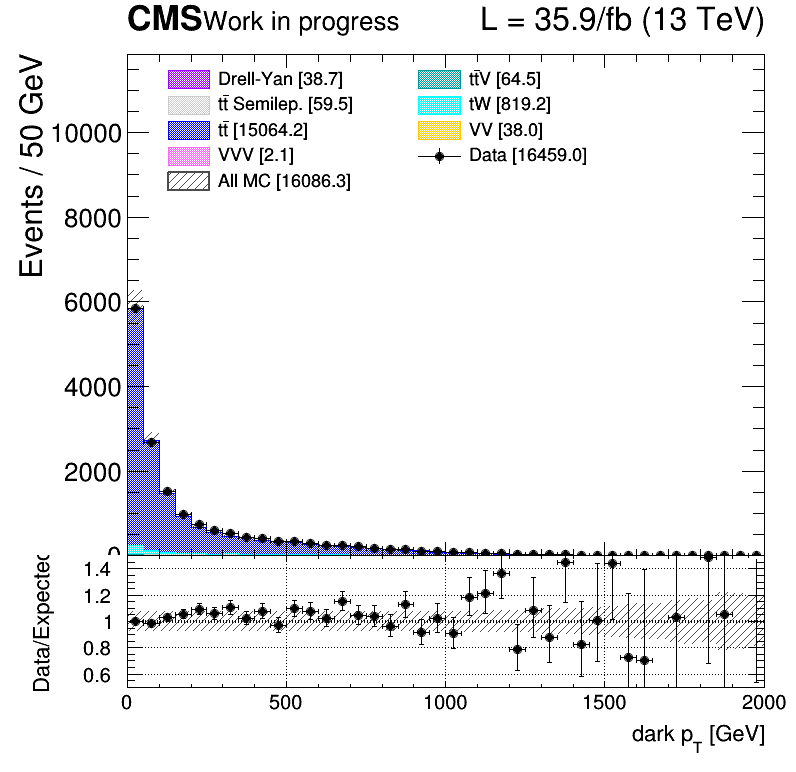 CMS Work in progress L = 35.9/fb (13 TeV)
Events / 50 GeV
Drell-Yan [38.7]
tt̄ Semilep. [59.5]
tt̄ [15064.2]
VVV [2.1]
All MC [16086.3]
tt̄V [64.5]
tW [819.2]
VV [38.0]
Data [16459.0]
10000
8000
6000
4000
2000
0
Data/Expected
1.4
1.2
1
0.8
0.6
0 500 1000 1500 2000
dark p_T [GeV]